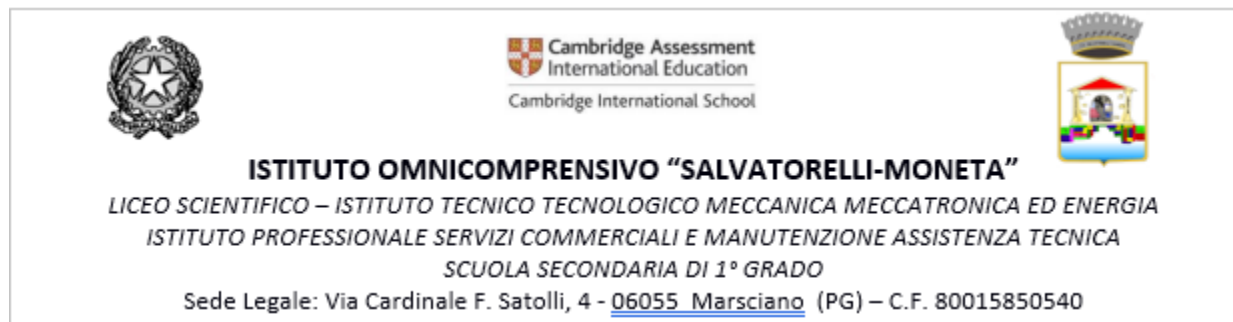 Cambridge Assessment
International Education
Cambridge International School
ISTITUTO OMNICOMPRENSIVO “SALVATORELLI-MONETA”
LICEO SCIENTIFICO – ISTITUTO TECNICO TECNOLOGICO MECCANICA MECCATRONICA ED ENERGIA
ISTITUTO PROFESSIONALE SERVIZI COMMERCIALI E MANUTENZIONE ASSISTENZA TECNICA
SCUOLA SECONDARIA DI 1° GRADO
Sede Legale: Via Cardinale F. Satolli, 4 - 06055 Marsciano (PG) – C.F. 80015850540